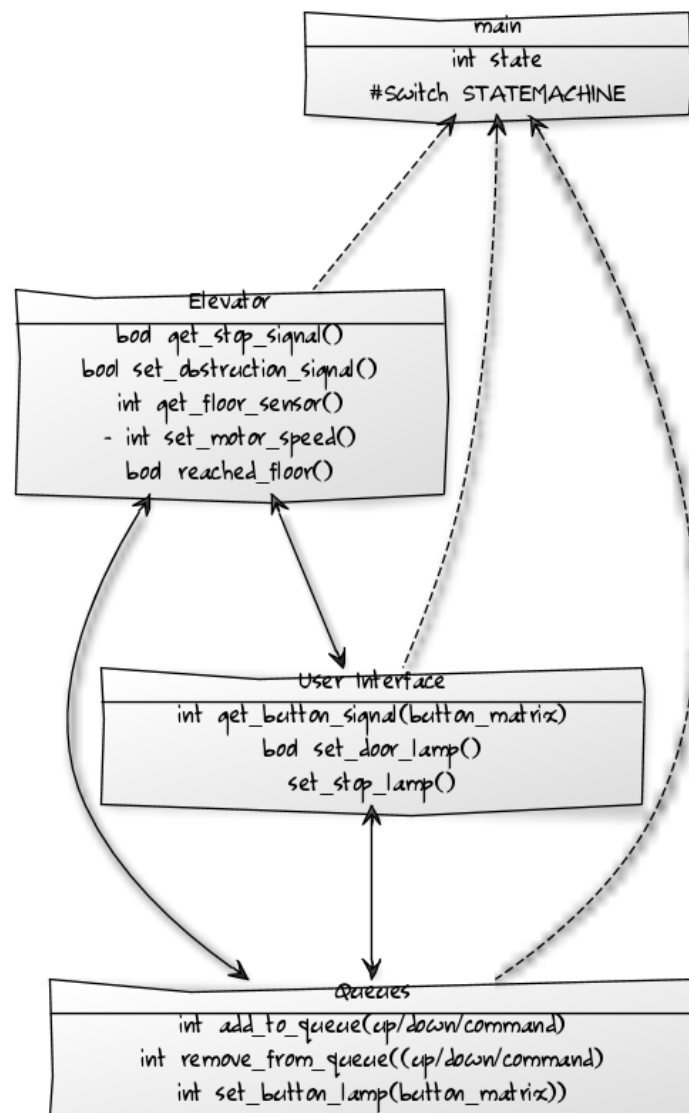 main
int state
#Switch STATEMACHINE
Elevator
bool get_stop_signal()
bool set_obstruction_signal()
int get_floor_sensor()
- int set_motor_speed()
bool reached_floor()
User Interface
int get_button_signal(button_matrix)
bool set_door_lamp()
set_stop_lamp()
Queues
int add_to_queue(up/down/command)
int remove_from_queue((up/down/command)
int set_button_lamp(button_matrix))